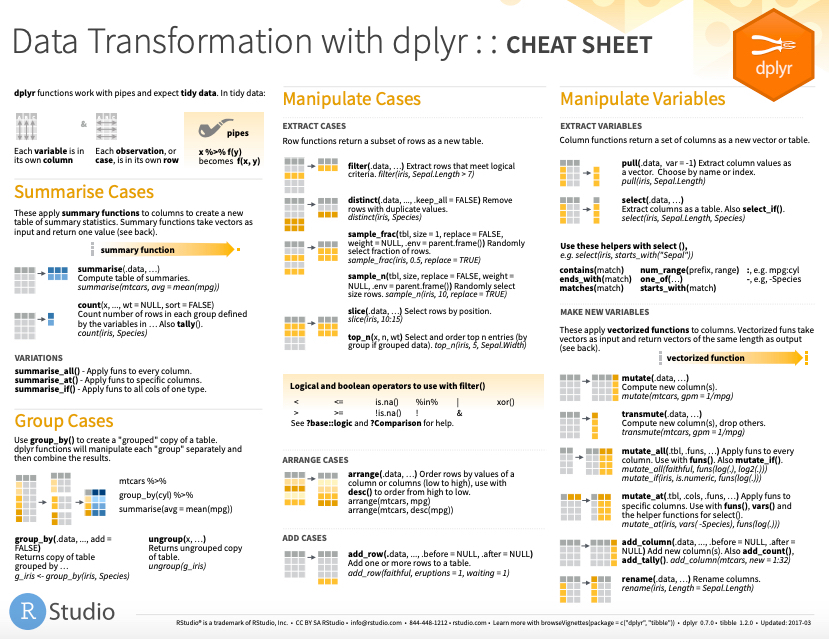 Data Transformation with dplyr : : CHEAT SHEET
dplyr
dplyr functions work with pipes and expect tidy data. In tidy data:
&
pipes
Each variable is in
its own column
Each observation, or
case, is in its own row
x %>% f(y)
becomes f(x, y)
Summarise Cases
These apply summary functions to columns to create a new
table of summary statistics. Summary functions take vectors as
input and return one value (see back).
summary function
summarise(.data, …)
Compute table of summaries.
summarise(mtcars, avg = mean(mpg))
count(x, ..., wt = NULL, sort = FALSE)
Count number of rows in each group defined
by the variables in … Also tally().
count(iris, Species)
VARIATIONS
summarise_all() - Apply funs to every column.
summarise_at() - Apply funs to specific columns.
summarise_if() - Apply funs to all cols of one type.
Group Cases
Use group_by() to create a "grouped" copy of a table.
dplyr functions will manipulate each "group" separately and
then combine the results.
mtcars %>%
group_by(cyl) %>%
summarise(avg = mean(mpg))
group_by(.data, ..., add =
FALSE)
Returns copy of table
grouped by …
g_iris <- group_by(iris, Species)
ungroup(x, …)
Returns ungrouped copy
of table.
ungroup(g_iris)
Manipulate Cases
EXTRACT CASES
Row functions return a subset of rows as a new table.
filter(.data, …) Extract rows that meet logical
criteria. filter(iris, Sepal.Length > 7)
distinct(.data, ..., .keep_all = FALSE) Remove
rows with duplicate values.
distinct(iris, Species)
sample_frac(tbl, size = 1, replace = FALSE,
weight = NULL, .env = parent.frame()) Randomly
select fraction of rows.
sample_frac(iris, 0.5, replace = TRUE)
sample_n(tbl, size, replace = FALSE, weight =
NULL, .env = parent.frame()) Randomly select
size rows. sample_n(iris, 10, replace = TRUE)
slice(.data, …) Select rows by position.
slice(iris, 10:15)
top_n(x, n, wt) Select and order top n entries (by
group if grouped data). top_n(iris, 5, Sepal.Width)
Logical and boolean operators to use with filter()
< <= is.na() %in% | xor()
> >= !is.na() ! &
See ?base::logic and ?Comparison for help.
ARRANGE CASES
arrange(.data, …) Order rows by values of a
column or columns (low to high), use with
desc() to order from high to low.
arrange(mtcars, mpg)
arrange(mtcars, desc(mpg))
ADD CASES
add_row(.data, ..., .before = NULL, .after = NULL)
Add one or more rows to a table.
add_row(faithful, eruptions = 1, waiting = 1)
Manipulate Variables
EXTRACT VARIABLES
Column functions return a set of columns as a new vector or table.
pull(.data, var = -1) Extract column values as
a vector. Choose by name or index.
pull(iris, Sepal.Length)
select(.data, …)
Extract columns as a table. Also select_if().
select(iris, Sepal.Length, Species)
Use these helpers with select (),
e.g. select(iris, starts_with("Sepal"))
contains(match) num_range(prefix, range) :, e.g. mpg:cyl
ends_with(match) one_of(…) -, e.g, -Species
matches(match) starts_with(match)
MAKE NEW VARIABLES
These apply vectorized functions to columns. Vectorized funs take
vectors as input and return vectors of the same length as output
(see back).
vectorized function
mutate(.data, …)
Compute new column(s).
mutate(mtcars, gpm = 1/mpg)
transmute(.data, …)
Compute new column(s), drop others.
transmute(mtcars, gpm = 1/mpg)
mutate_all(.tbl, .funs, …) Apply funs to every
column. Use with funs(). Also mutate_if().
mutate_all(faithful, funs(log(.), log2(.)))
mutate_if(iris, is.numeric, funs(log(.)))
mutate_at(.tbl, .cols, .funs, …) Apply funs to
specific columns. Use with funs(), vars() and
the helper functions for select().
mutate_at(iris, vars( -Species), funs(log(.)))
add_column(.data, ..., .before = NULL, .after =
NULL) Add new column(s). Also add_count(),
add_tally(). add_column(mtcars, new = 1:32)
rename(.data, …) Rename columns.
rename(iris, Length = Sepal.Length)
R Studio
RStudio® is a trademark of RStudio, Inc. • CC BY SA RStudio • info@rstudio.com • 844-448-1212 • rstudio.com • Learn more with browseVignettes(package = c("dplyr", "tibble")) • dplyr 0.7.0 • tibble 1.2.0 • Updated: 2017-03